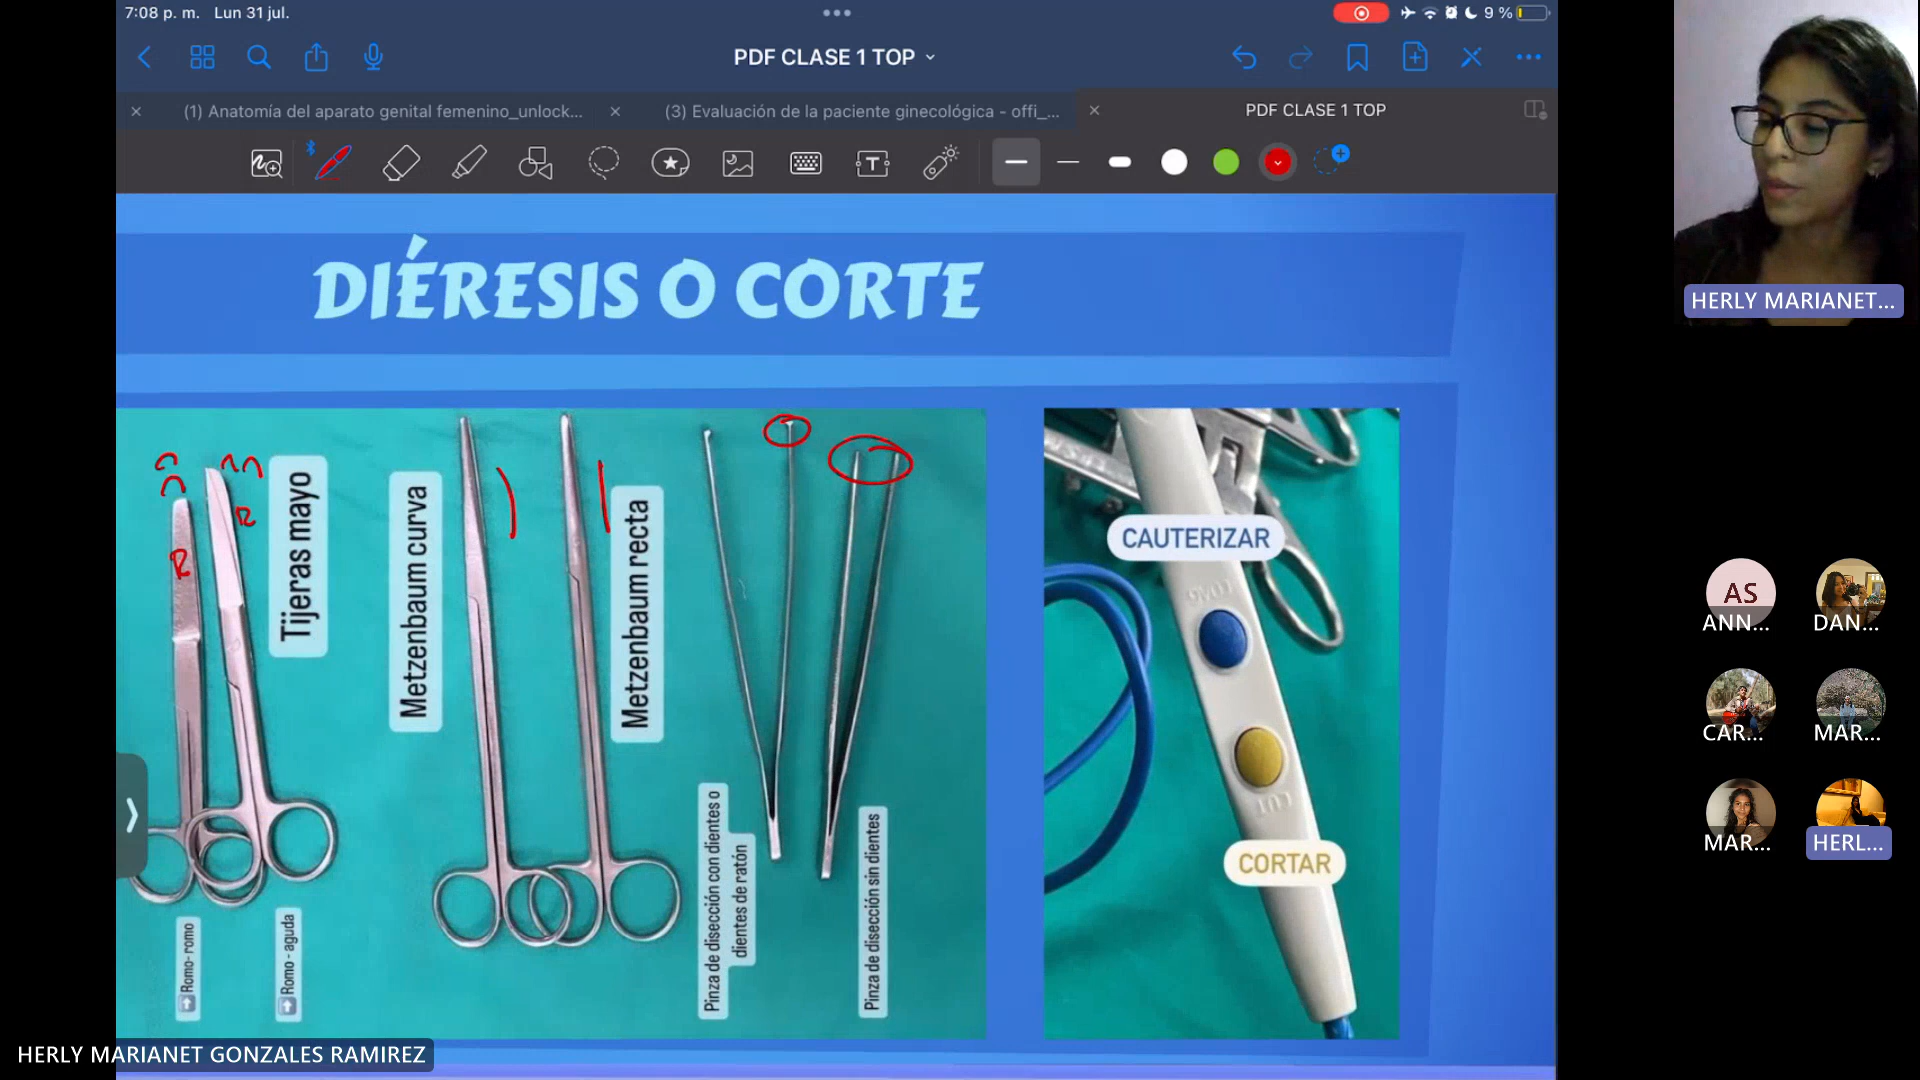 7:08 p. m. Lun 31 jul.
9 %
PDF CLASE 1 TOP
(1) Anatomía del aparato genital femenino_unlock...
(3) Evaluación de la paciente ginecológica - offi_...
PDF CLASE 1 TOP
T
DIÉRESIS O CORTE
R
R
Tijeras mayo
Metzenbaum curva
Metzenbaum recta
Pinza de disección con dientes o
dientes de ratón
Pinza de disección sin dientes
Romo- romo
Romo - aguda
CAUTERIZAR
COAG
CUT
CORTAR
HERLY MARIANET...
AS
ANN...
DAN...
CAR...
MAR...
MAR...
HERL...
HERLY MARIANET GONZALES RAMIREZ